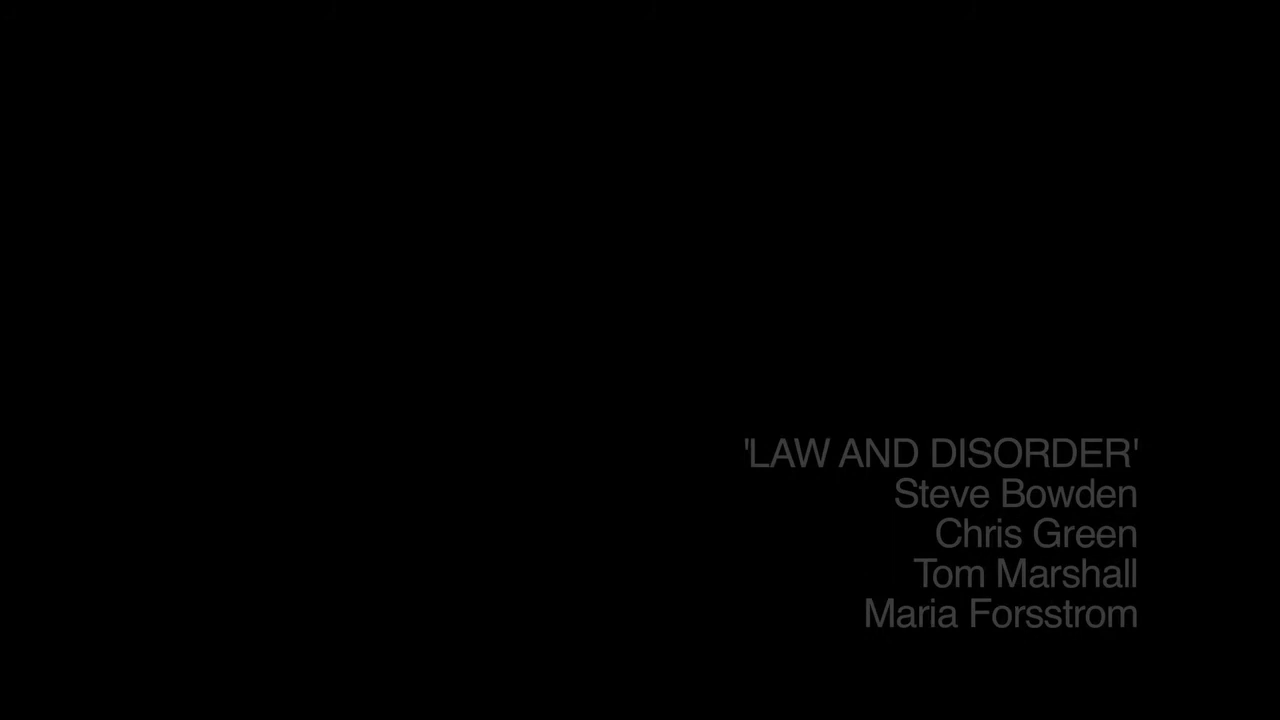 'LAW AND DISORDER'
Steve Bowden
Chris Green
Tom Marshall
Maria Forsstrom